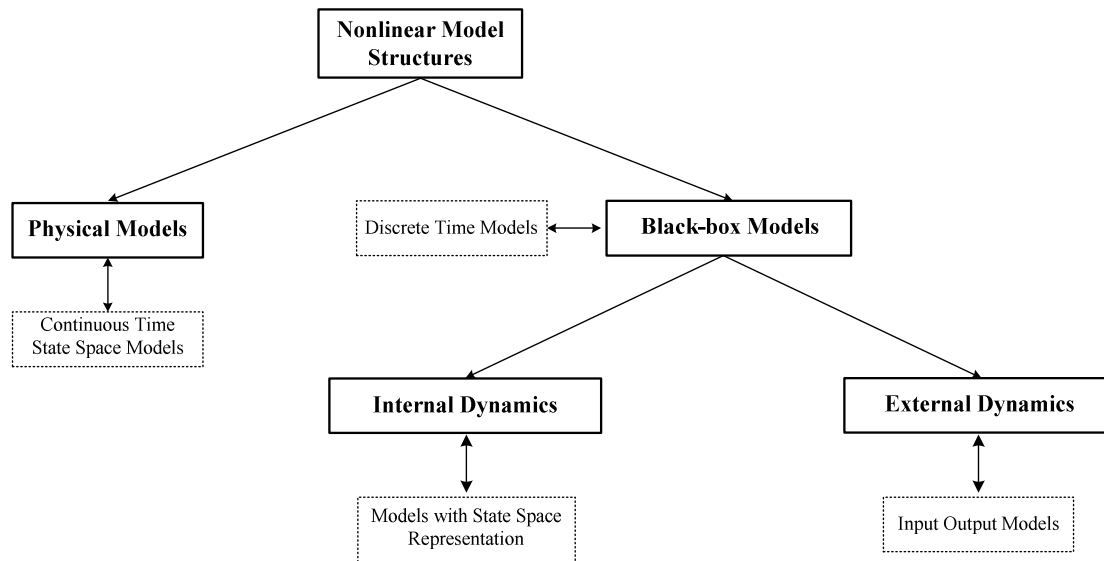 Nonlinear Model
Structures
Physical Models
Discrete Time Models
Black-box Models
Continuous Time
State Space Models
Internal Dynamics
External Dynamics
Models with State Space
Representation
Input Output Models